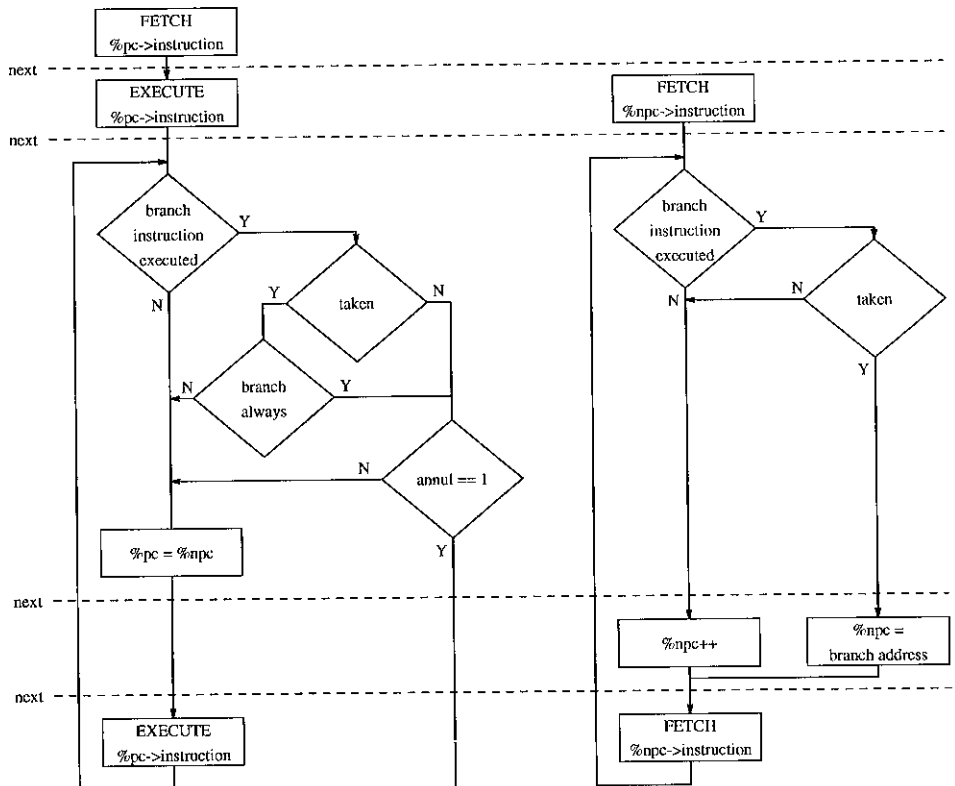 FETCH
%pc->instruction
next
EXECUTE
%pc->instruction
FETCH
%npc->instruction
next
branch
instruction
executed
Y
N
taken
Y
N
branch
always
N
Y
annul == 1
N
Y
%pc = %npc
branch
instruction
executed
Y
N
taken
N
Y
next
%npc++
%npc =
branch address
next
EXECUTE
%pc->instruction
FETCH
%npc->instruction